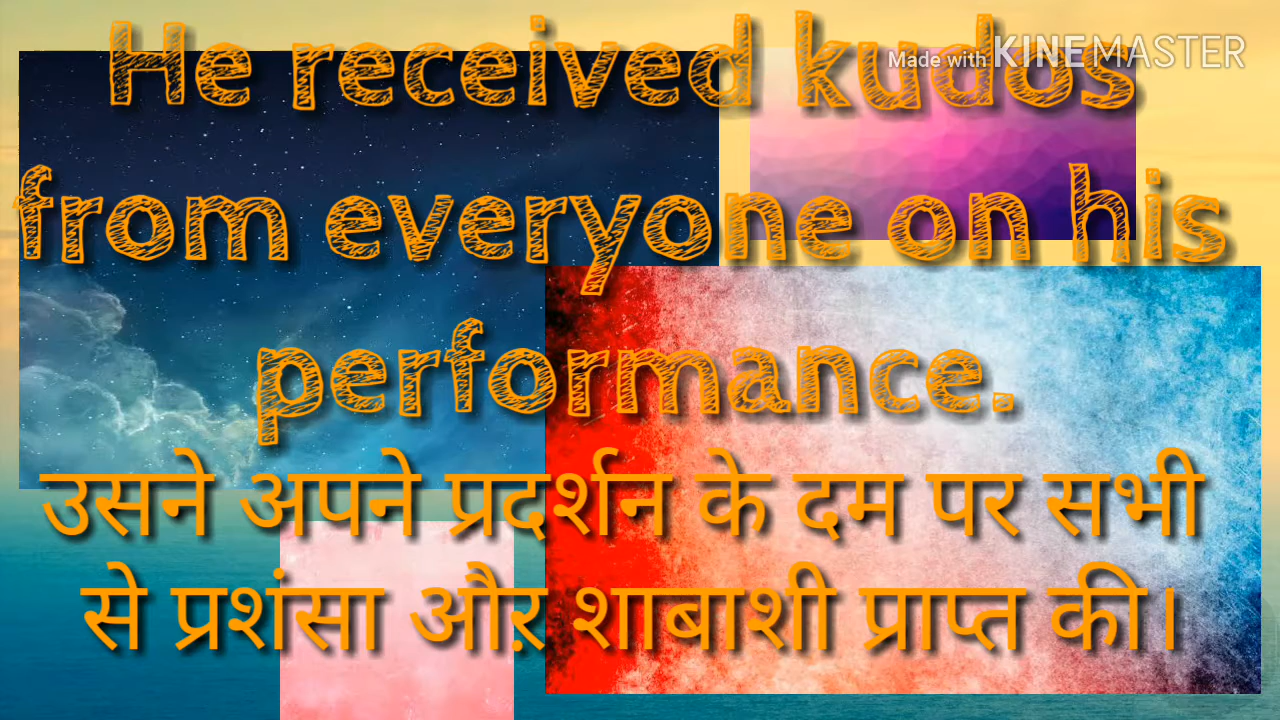 He received kudos
Made with KINEMASTER
from everyone on his
performance.
उसने अपने प्रदर्शन के दम पर सभी
से प्रशंसा औऱ शाबाशी प्राप्त की।